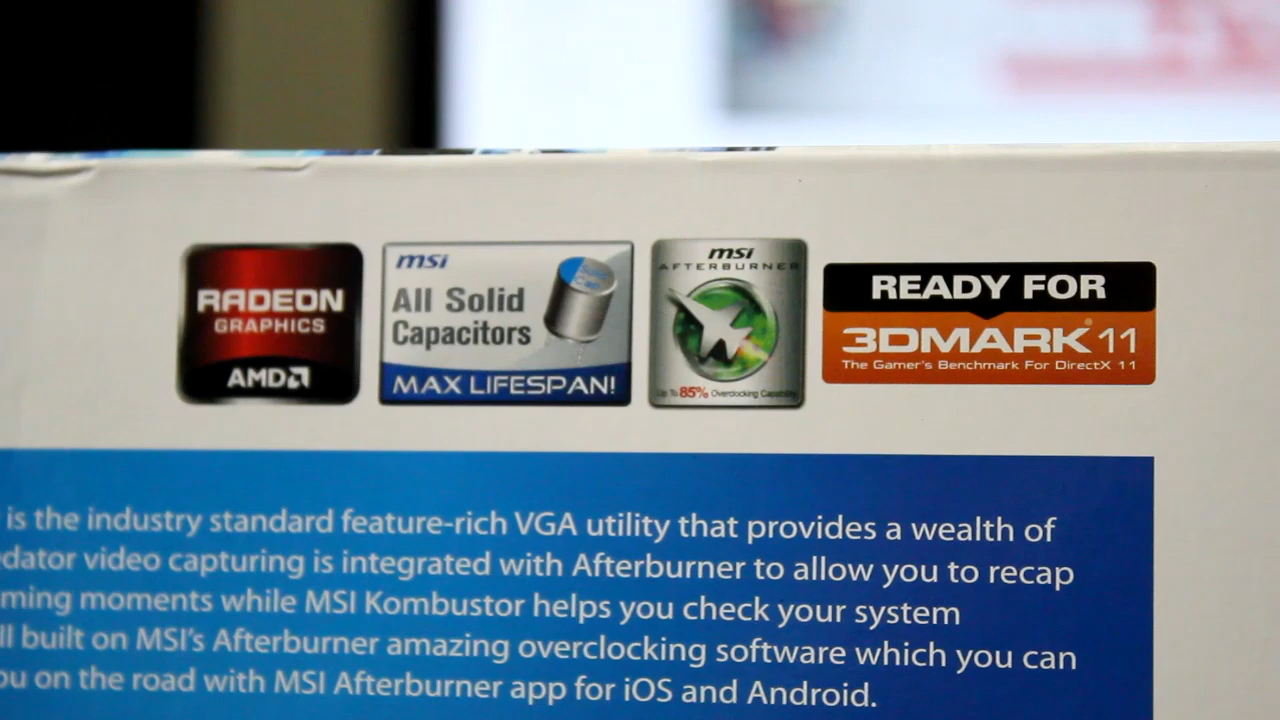 RADEON
GRAPHICS
AMD
msi
All Solid
Capacitors
MAX LIFESPAN!
msi
AFTERBURNER
Up To 85% Overclocking Capability
READY FOR
3DMARK® 11
The Gamer's Benchmark For DirectX 11
is the industry standard feature-rich VGA utility that provides a wealth of
dator video capturing is integrated with Afterburner to allow you to recap
ming moments while MSI Kombustor helps you check your system
ll built on MSI's Afterburner amazing overclocking software which you can
ou on the road with MSI Afterburner app for iOS and Android.